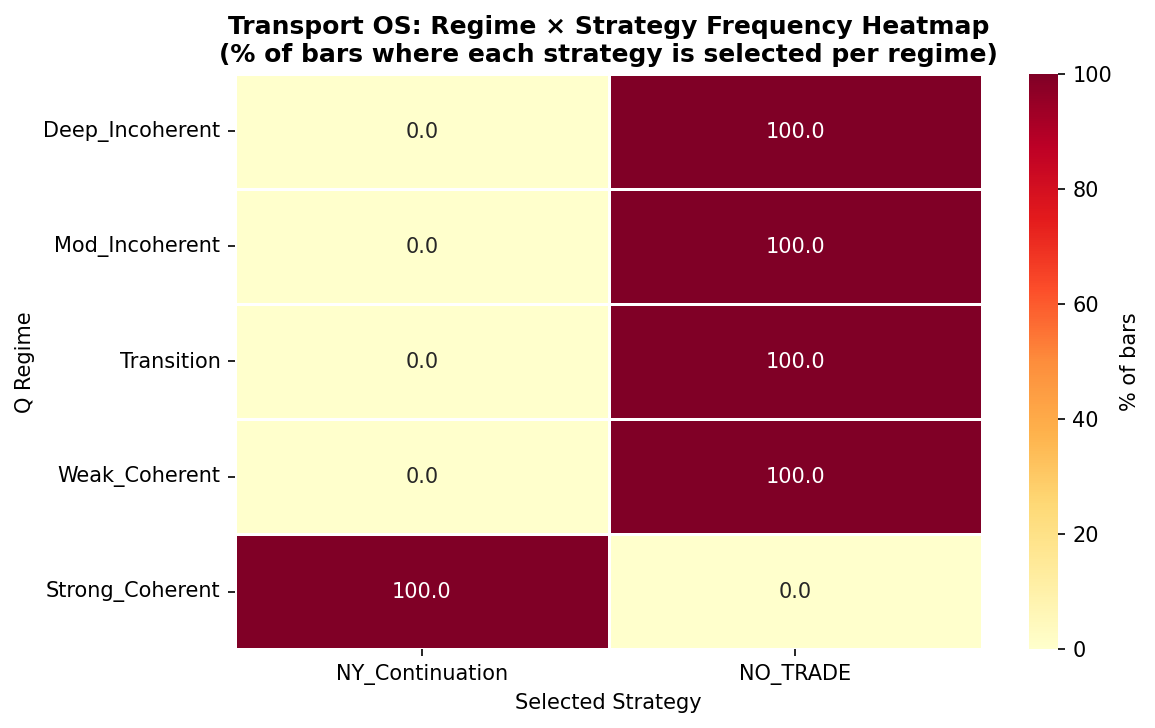 Transport OS: Regime × Strategy Frequency Heatmap
(% of bars where each strategy is selected per regime)
Q Regime
Deep_Incoherent 0.0 100.0
Mod_Incoherent 0.0 100.0
Transition 0.0 100.0
Weak_Coherent 0.0 100.0
Strong_Coherent 100.0 0.0
NY_Continuation NO_TRADE
Selected Strategy
100
80
60
40
20
0
% of bars